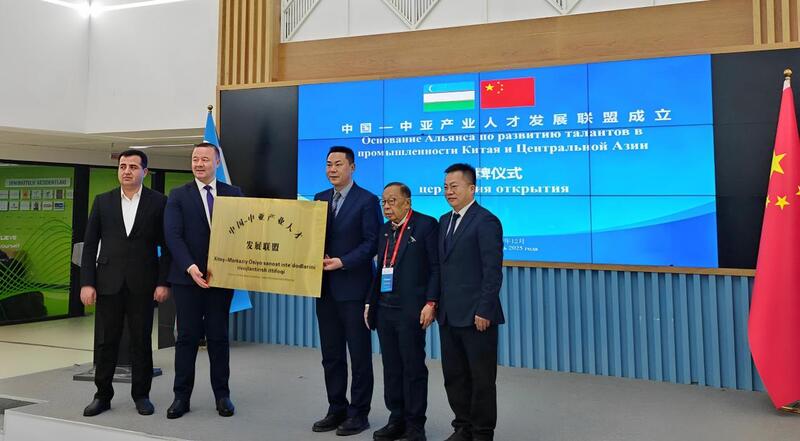 中国—中亚产业人才发展联盟成立
Основание Альянса по развитию талантов в
промышленности Китая и Центральной Азии
牌仪式
открытия
12月
2025 года
中国-中亚产业人才
发展联盟
Xitoy-Markaziy Osiyo sanoat iste'dodlarini
rivojlantirish ittifoqi
INNOVATSIYA REZIDENTLARI